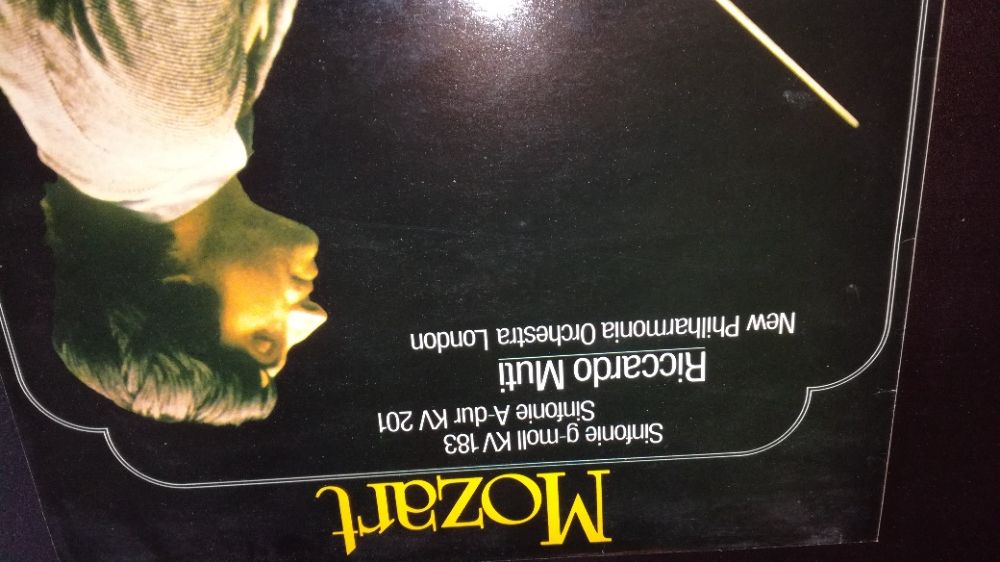 Mozart
Sinfonie g-moll KV 183
Sinfonie A-dur KV 201
Riccardo Muti
New Philharmonia Orchestra London